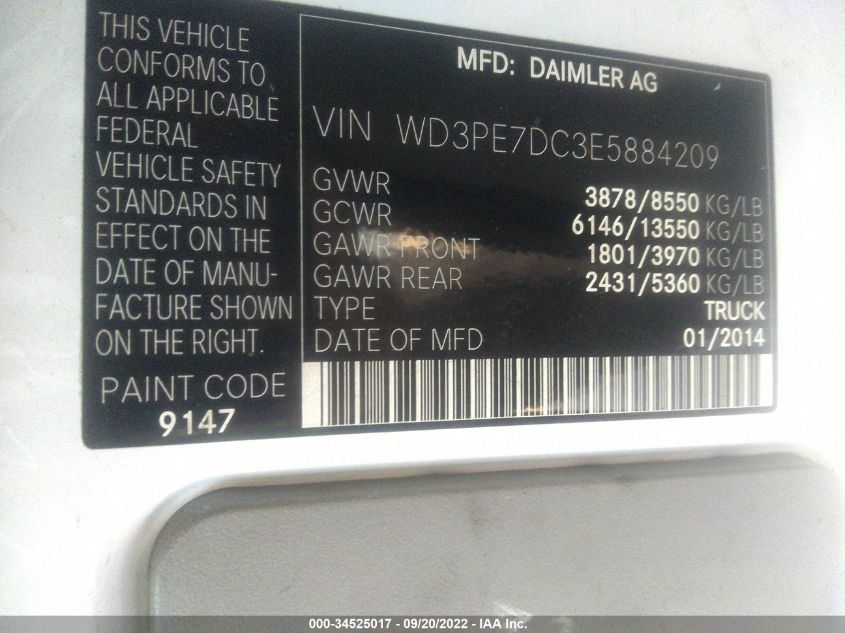 THIS VEHICLE
CONFORMS TO
ALL APPLICABLE
FEDERAL
VEHICLE SAFETY
STANDARDS IN
EFFECT ON THE
DATE OF MANU-
FACTURE SHOWN
ON THE RIGHT.
PAINT CODE
9147
MFD: DAIMLER AG
VIN WD3PE7DC3E5884209
GVWR 3878/8550 KG/LB
GCWR 6146/13550 KG/LB
GAWR FRONT 1801/3970 KG/LB
GAWR REAR 2431/5360 KG/LB
TYPE TRUCK
DATE OF MFD 01/2014
000-34525017 - 09/20/2022 - IAA Inc.